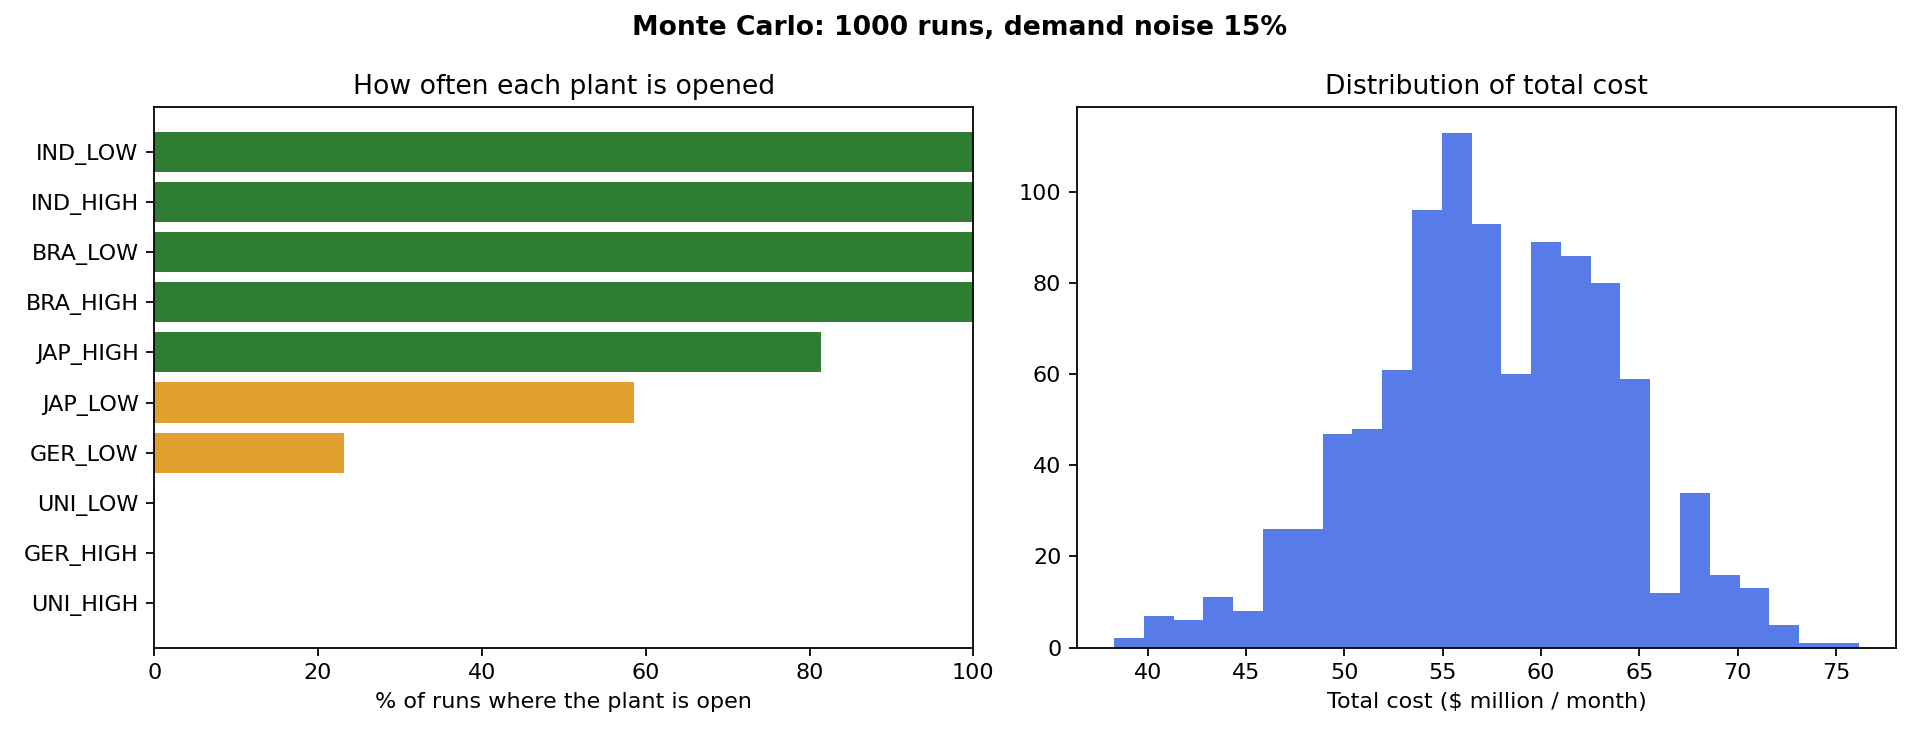 Monte Carlo: 1000 runs, demand noise 15%
How often each plant is opened
IND_LOW
IND_HIGH
BRA_LOW
BRA_HIGH
JAP_HIGH
JAP_LOW
GER_LOW
UNI_LOW
GER_HIGH
UNI_HIGH
0 20 40 60 80 100
% of runs where the plant is open
Distribution of total cost
100
80
60
40
20
0
40 45 50 55 60 65 70 75
Total cost ($ million / month)